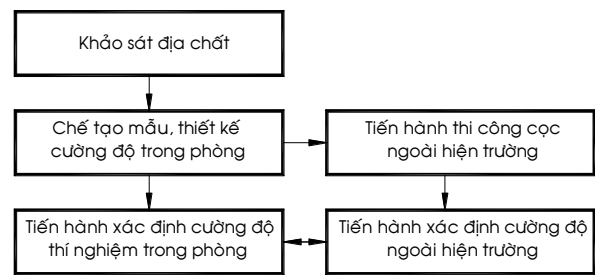 Khảo sát địa chất
Chế tạo mẫu, thiết kế
cường độ trong phòng
Tiến hành thi công cọc
ngoài hiện trường
Tiến hành xác định cường độ
thí nghiệm trong phòng
Tiến hành xác định cường độ
ngoài hiện trường